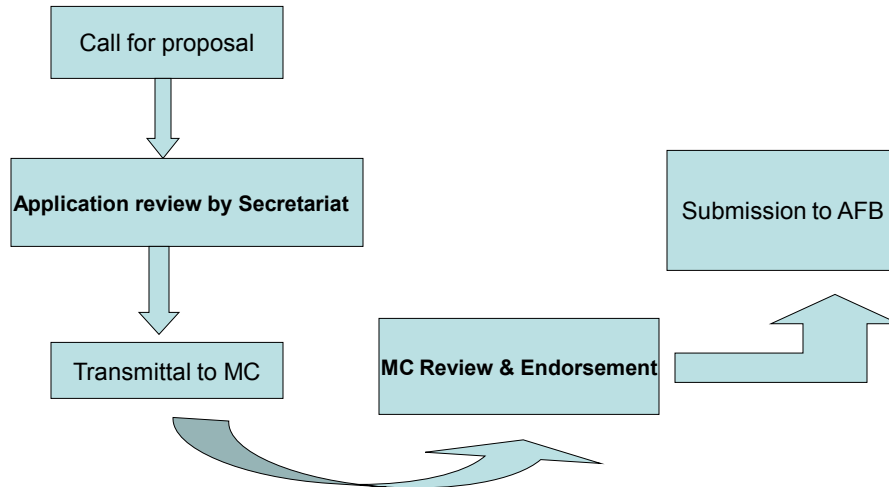 Call for proposal
Application review by Secretariat
Transmittal to MC
MC Review & Endorsement
Submission to AFB